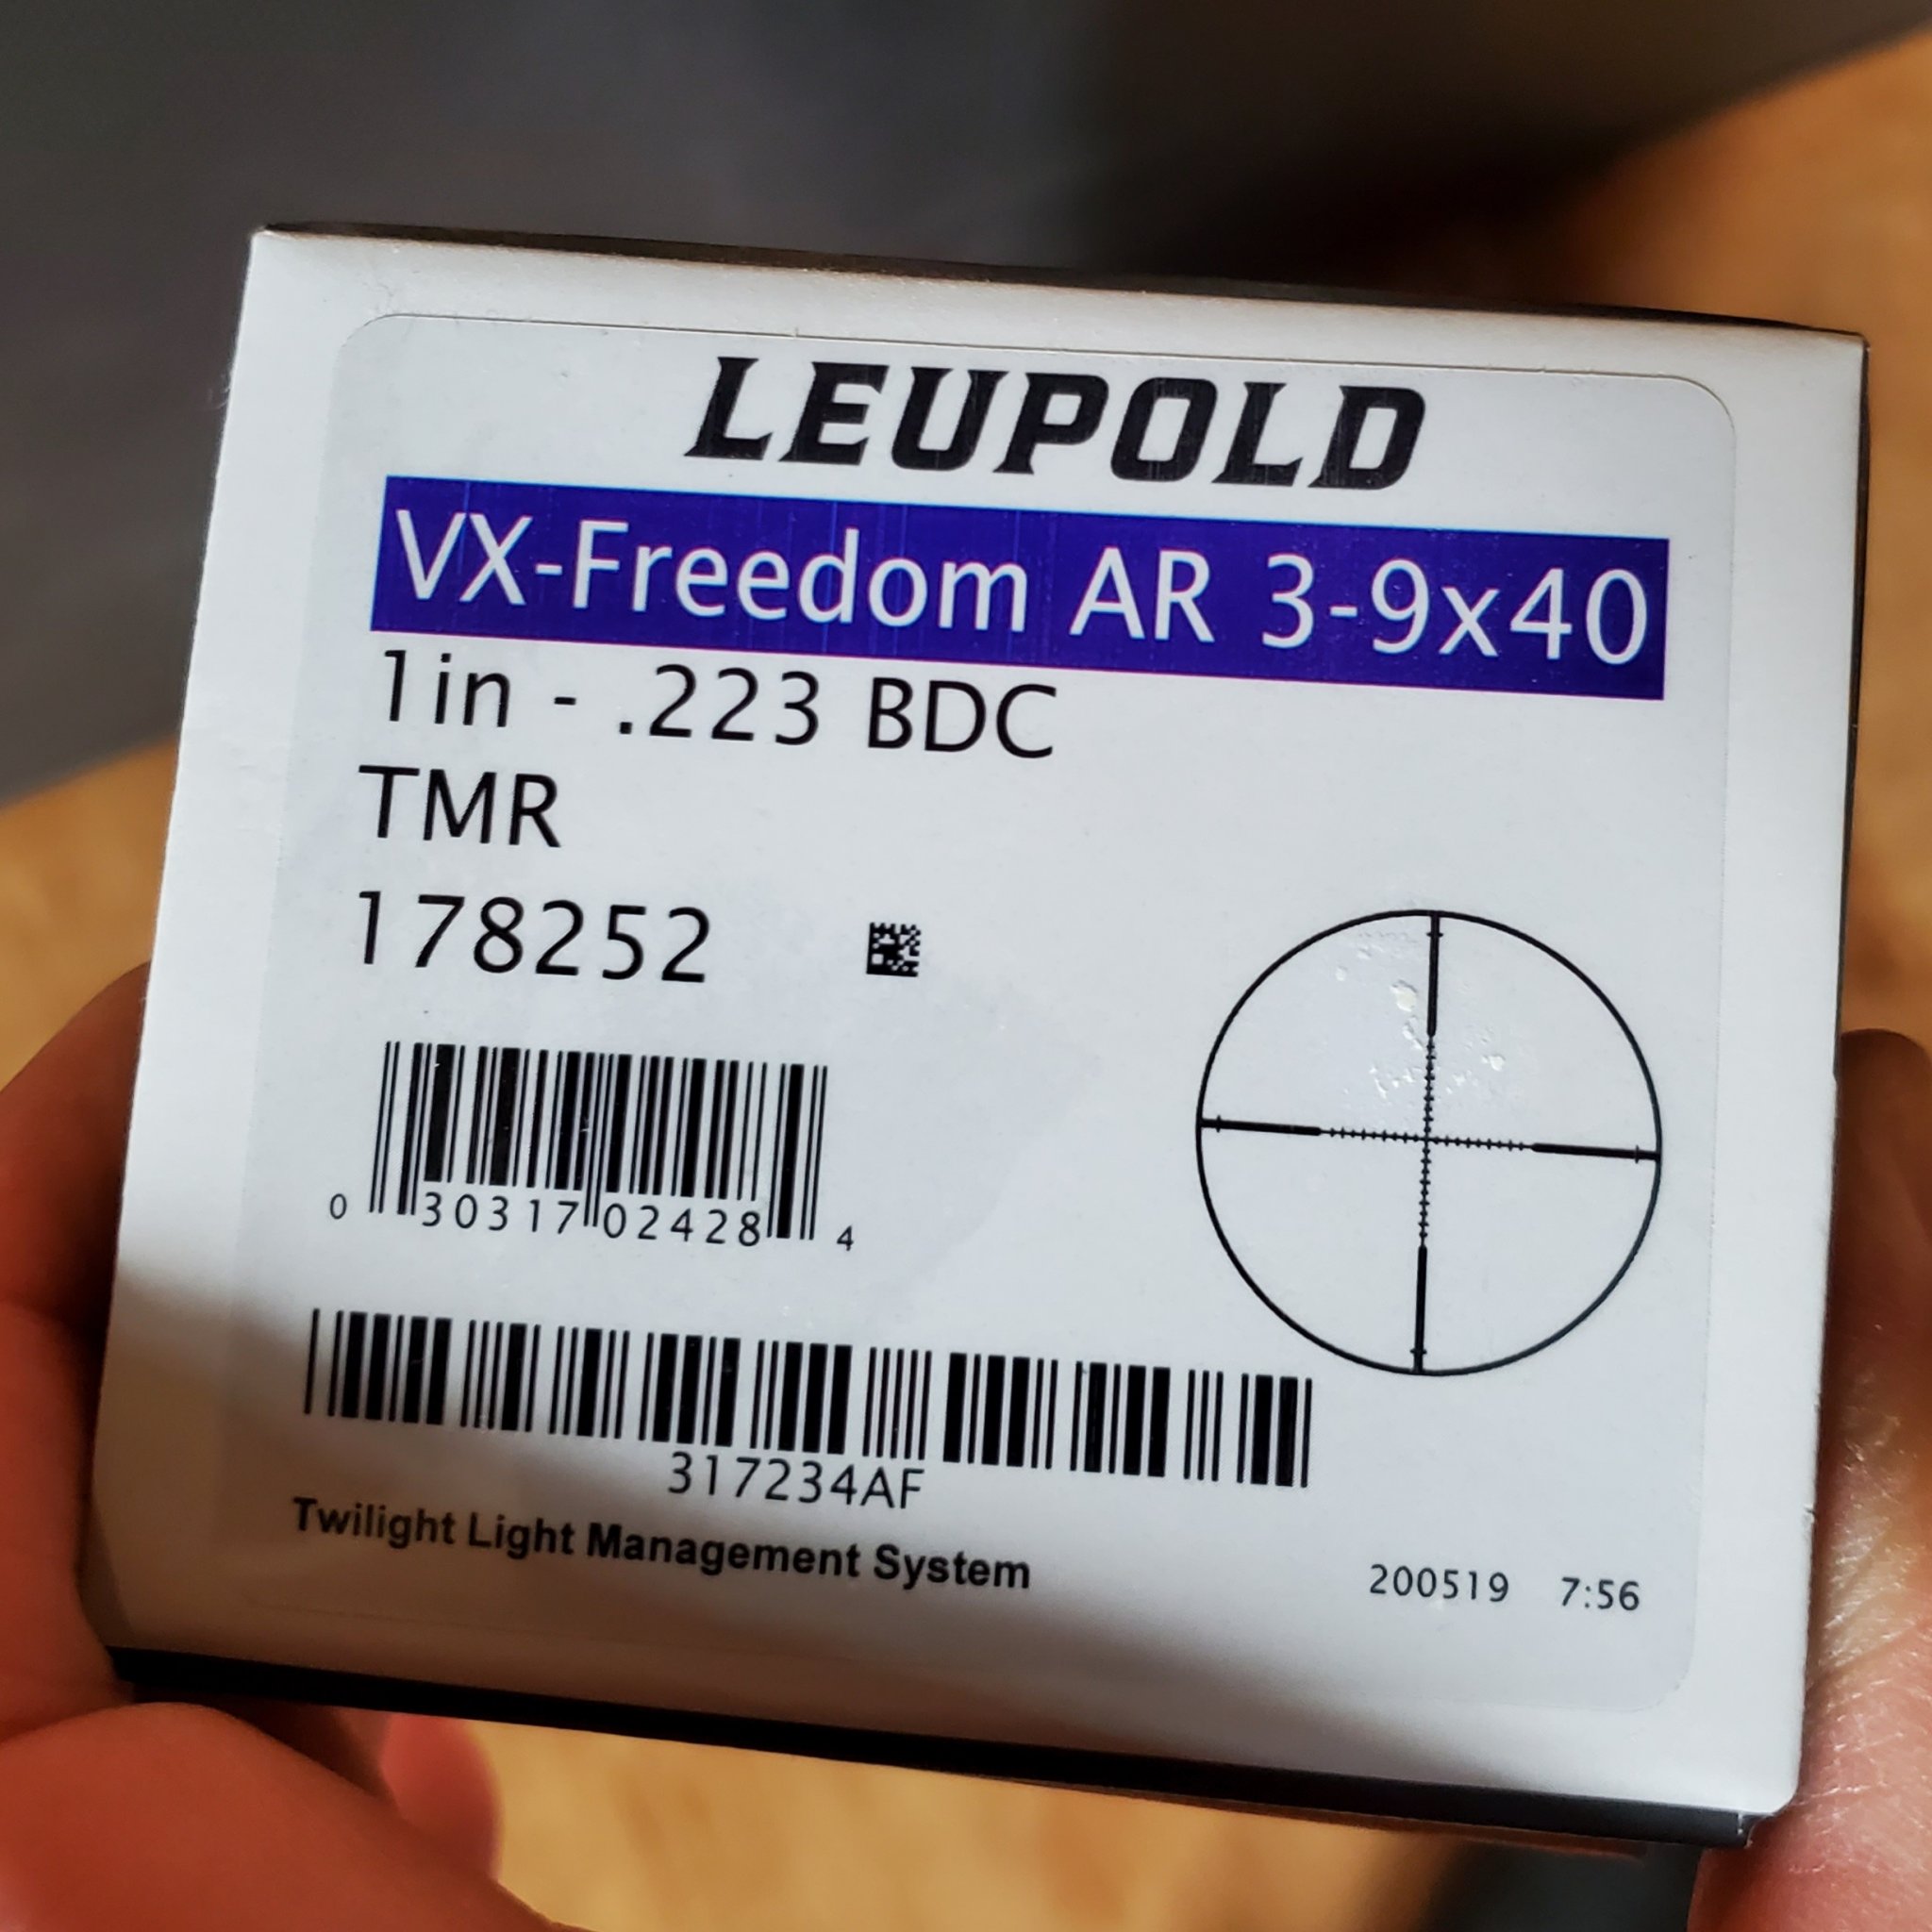 LEUPOLD
VX-Freedom AR 3-9x40
1in - .223 BDC
TMR
178252
0 30317 02428 4
317234AF
Twilight Light Management System
200519 7:56